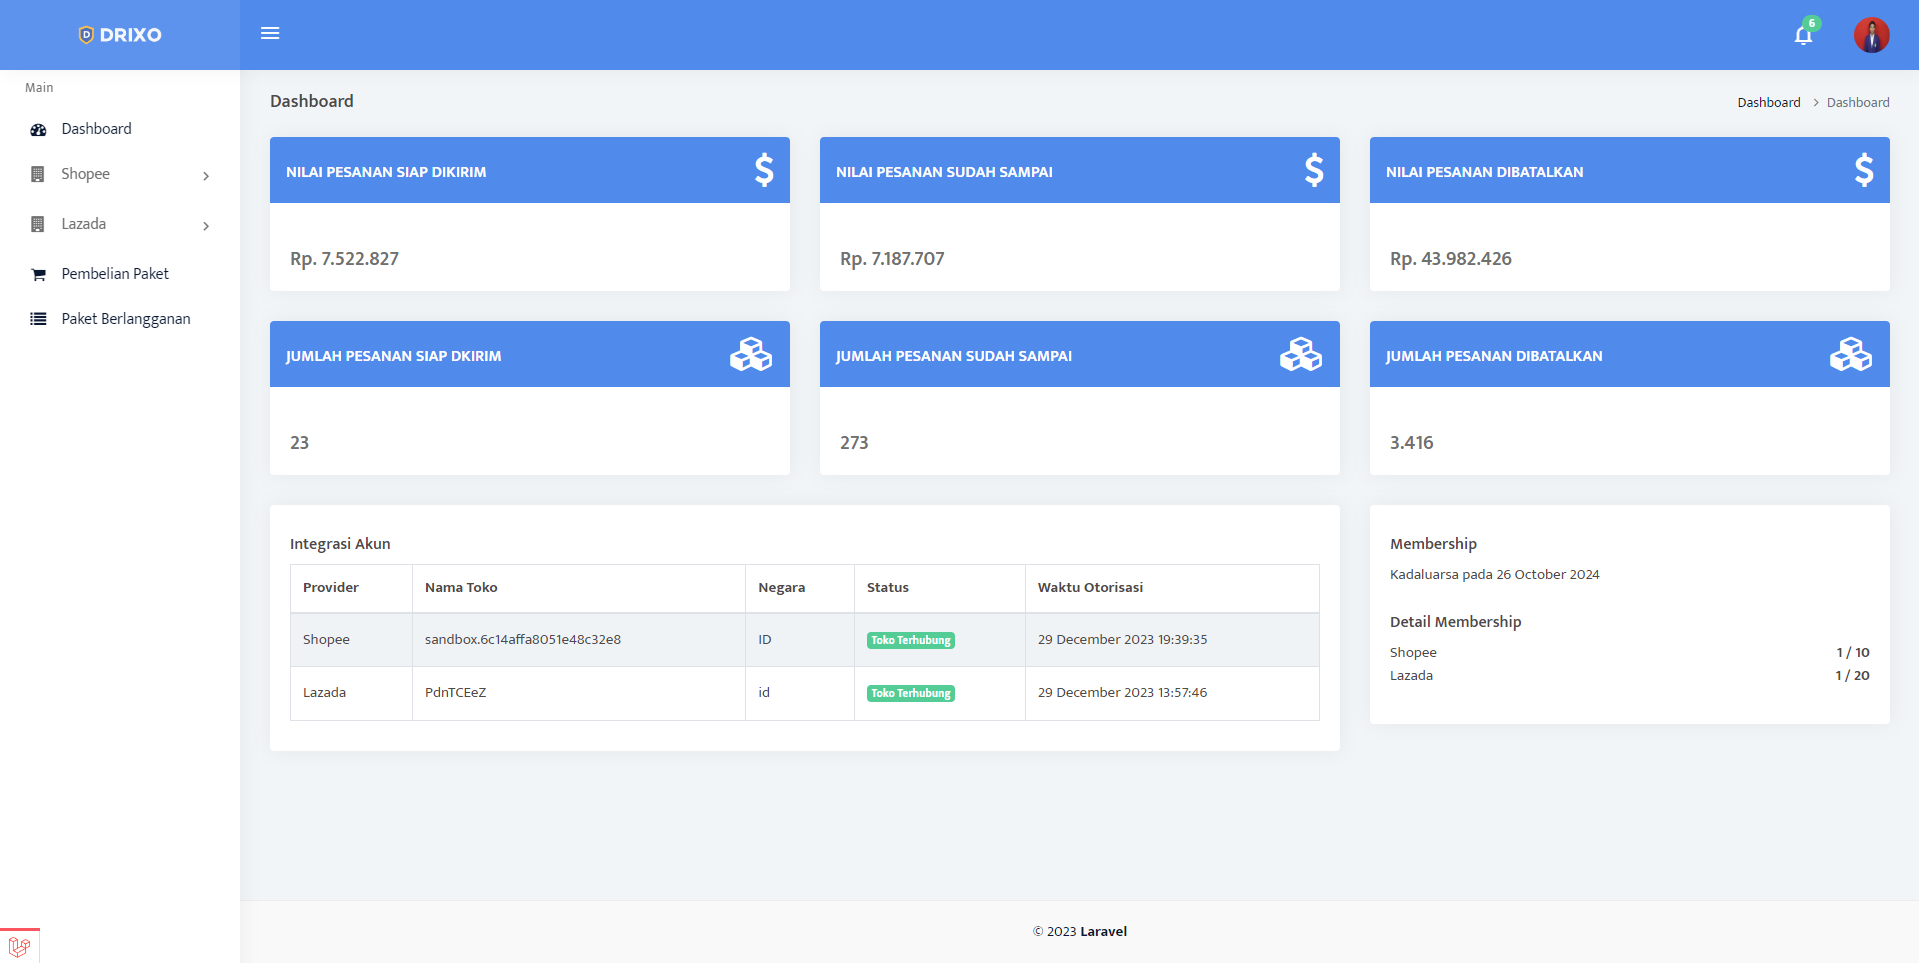 DRIXO
6
Main
Dashboard
Shopee
Lazada
Pembelian Paket
Paket Berlangganan
Dashboard
Dashboard > Dashboard
NILAI PESANAN SIAP DIKIRIM
Rp. 7.522.827
NILAI PESANAN SUDAH SAMPAI
Rp. 7.187.707
NILAI PESANAN DIBATALKAN
Rp. 43.982.426
JUMLAH PESANAN SIAP DKIRIM
23
JUMLAH PESANAN SUDAH SAMPAI
273
JUMLAH PESANAN DIBATALKAN
3.416
Integrasi Akun
Provider Nama Toko Negara Status Waktu Otorisasi
Shopee sandbox.6c14affa8051e48c32e8 ID Toko Terhubung 29 December 2023 19:39:35
Lazada PdnTCEeZ id Toko Terhubung 29 December 2023 13:57:46
Membership
Kadaluarsa pada 26 October 2024
Detail Membership
Shopee 1 / 10
Lazada 1 / 20
© 2023 Laravel